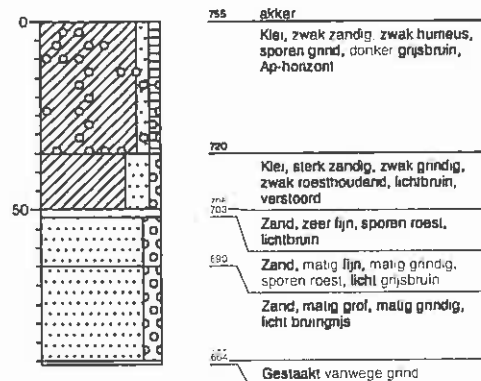 0
50
755 akker
Klei, zwak zandig, zwak humeus,
sporen grind, donker grijsbruin,
Ap-horizont
720
Klei, sterk zandig, zwak grindig,
zwak roesthoudend, lichtbruin,
verstoord
703
Zand, zeer fijn, sporen roest,
lichtbruin
Zand, matig fijn, matig grindig,
sporen roest, licht grijsbruin
Zand, matig grof, matig grindig,
licht bruingrijs
664
Gestaakt vanwege grind